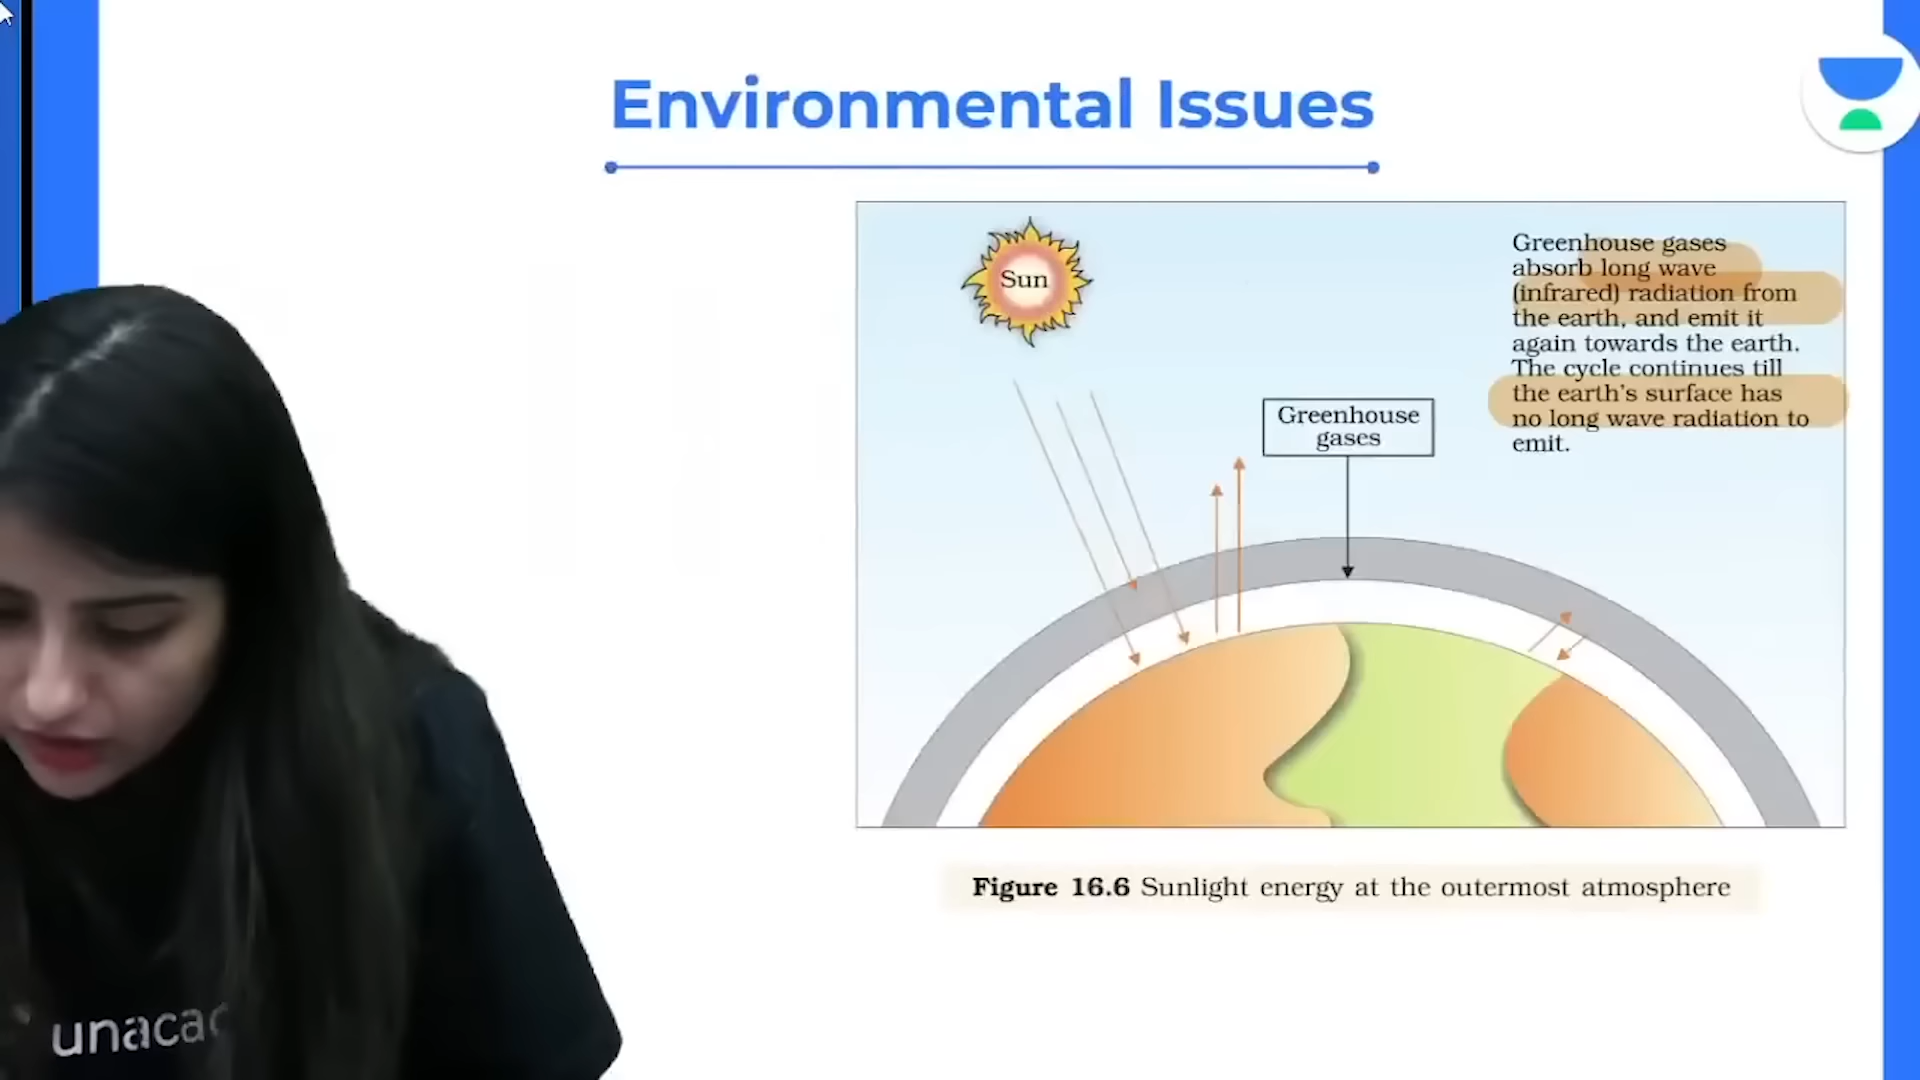 Environmental Issues
Sun
Greenhouse gases
absorb long wave
(infrared) radiation from
the earth, and emit it
again towards the earth.
The cycle continues till
the earth's surface has
no long wave radiation to
emit.
Greenhouse
gases
Figure 16.6 Sunlight energy at the outermost atmosphere
unacac